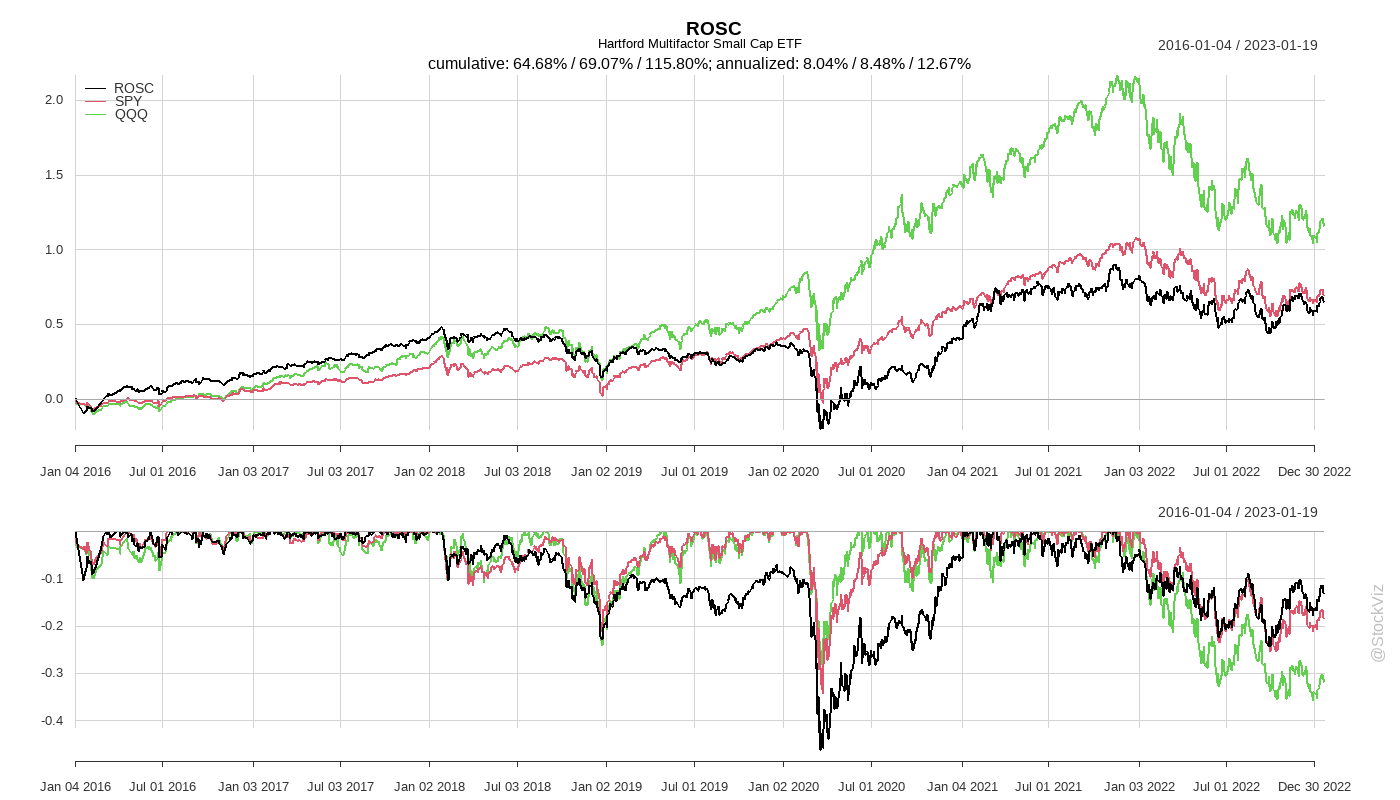 ROSC
Hartford Multifactor Small Cap ETF
2016-01-04 / 2023-01-19
cumulative: 64.68% / 69.07% / 115.80%; annualized: 8.04% / 8.48% / 12.67%
ROSC
SPY
QQQ
2.0
1.5
1.0
0.5
0.0
Jan 04 2016 Jul 01 2016 Jan 03 2017 Jul 03 2017 Jan 02 2018 Jul 03 2018 Jan 02 2019 Jul 01 2019 Jan 02 2020 Jul 01 2020 Jan 04 2021 Jul 01 2021 Jan 03 2022 Jul 01 2022 Dec 30 2022
2016-01-04 / 2023-01-19
-0.1
-0.2
-0.3
-0.4
Jan 04 2016 Jul 01 2016 Jan 03 2017 Jul 03 2017 Jan 02 2018 Jul 03 2018 Jan 02 2019 Jul 01 2019 Jan 02 2020 Jul 01 2020 Jan 04 2021 Jul 01 2021 Jan 03 2022 Jul 01 2022 Dec 30 2022
@StockViz